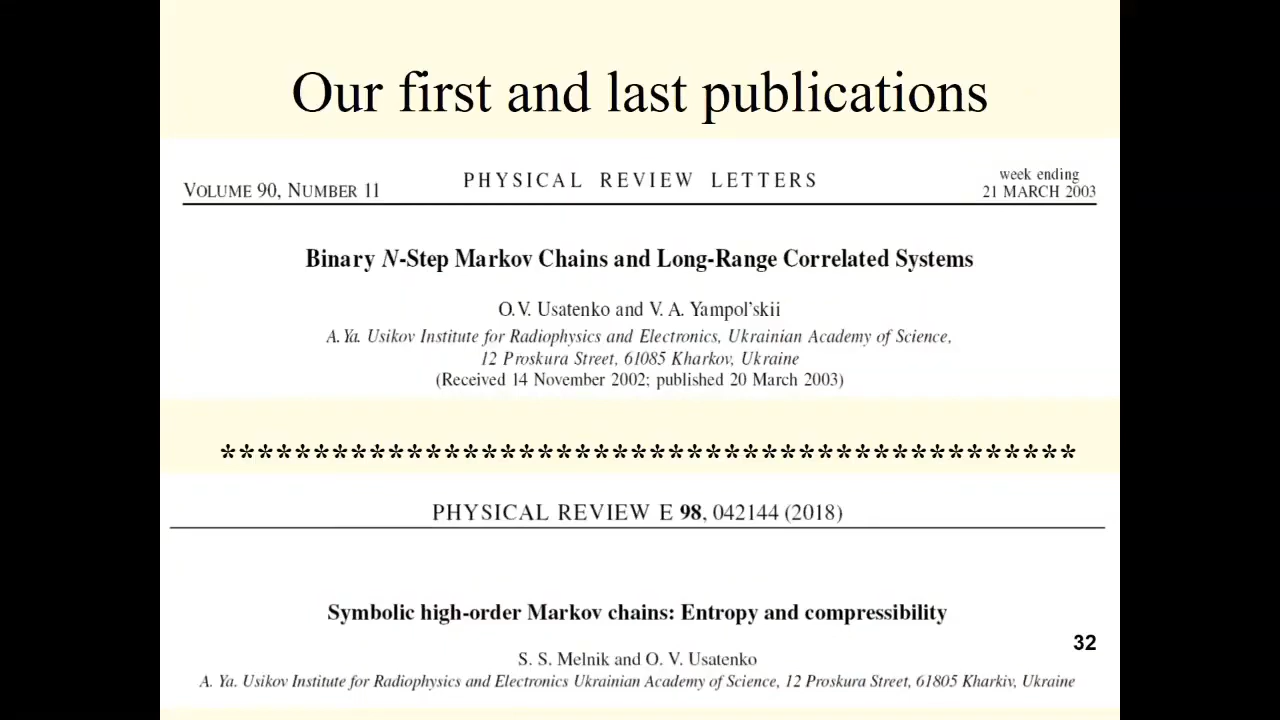 Our first and last publications
VOLUME 90, NUMBER 11
PHYSICAL REVIEW LETTERS
week ending
21 MARCH 2003
Binary N-Step Markov Chains and Long-Range Correlated Systems
O.V. Usatenko and V. A. Yampol'skii
A. Ya. Usikov Institute for Radiophysics and Electronics, Ukrainian Academy of Science,
12 Proskura Street, 61085 Kharkov, Ukraine
(Received 14 November 2002; published 20 March 2003)
**********************************************
PHYSICAL REVIEW E 98, 042144 (2018)
Symbolic high-order Markov chains: Entropy and compressibility
32
S. S. Melnik and O. V. Usatenko
A. Ya. Usikov Institute for Radiophysics and Electronics Ukrainian Academy of Science, 12 Proskura Street, 61805 Kharkiv, Ukraine